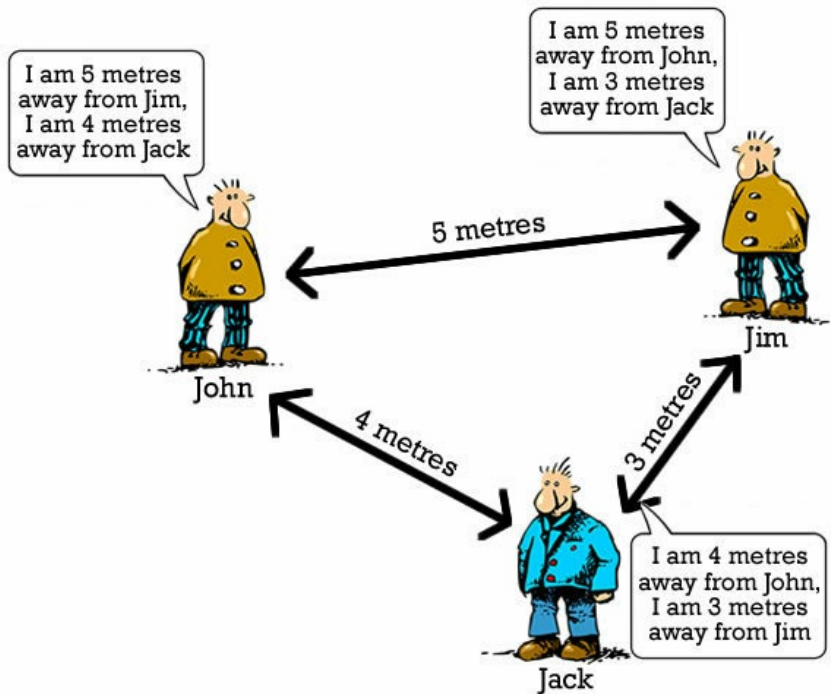 I am 5 metres
away from Jim,
I am 4 metres
away from Jack
I am 5 metres
away from John,
I am 3 metres
away from Jack
5 metres
Jim
John
4 metres
3 metres
I am 4 metres
away from John,
I am 3 metres
away from Jim
Jack